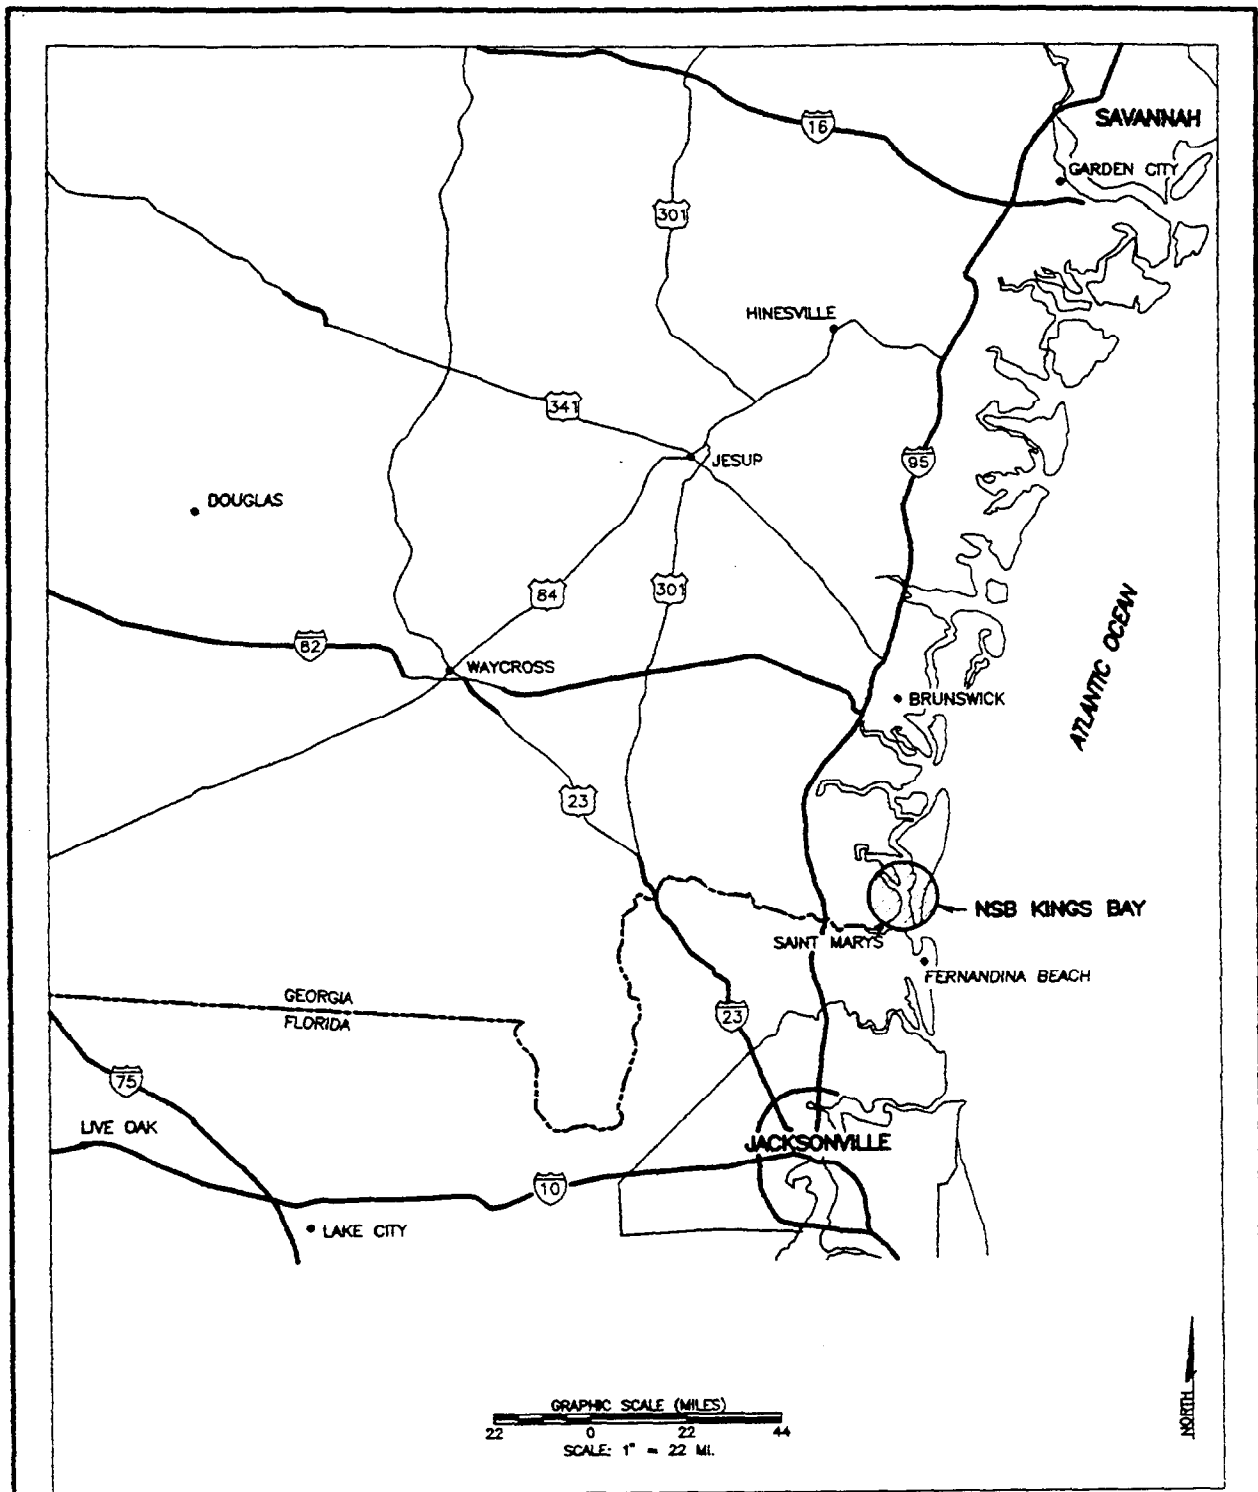 16
SAVANNAH
GARDEN CITY
301
HINESVILLE
341
JESUP
95
DOUGLAS
84
301
ATLANTIC OCEAN
82
WAYCROSS
BRUNSWICK
23
NSB KINGS BAY
SAINT MARYS
FERNANDINA BEACH
GEORGIA
FLORIDA
23
75
LIVE OAK
JACKSONVILLE
10
LAKE CITY
GRAPHIC SCALE (MILES)
22 0 22 44
SCALE: 1" = 22 MI.
NORTH